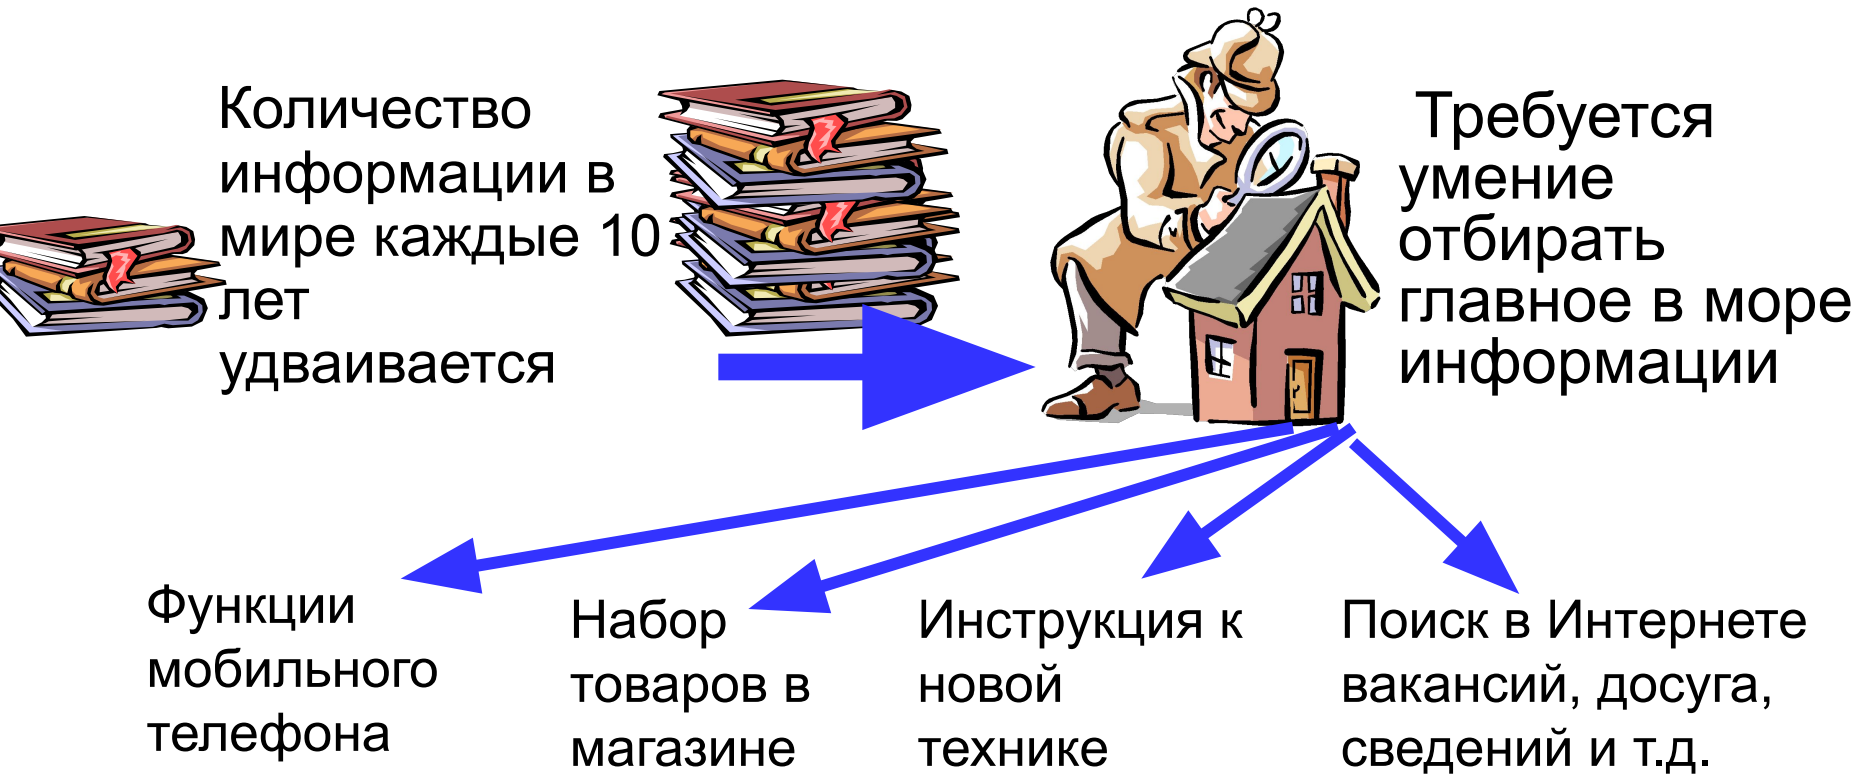 Количество
информации в
мире каждые 10
лет
удваивается
Требуется
умение
отбирать
главное в море
информации
Функции
мобильного
телефона
Набор
товаров в
магазине
Инструкция к
новой
технике
Поиск в Интернете
вакансий, досуга,
сведений и т.д.